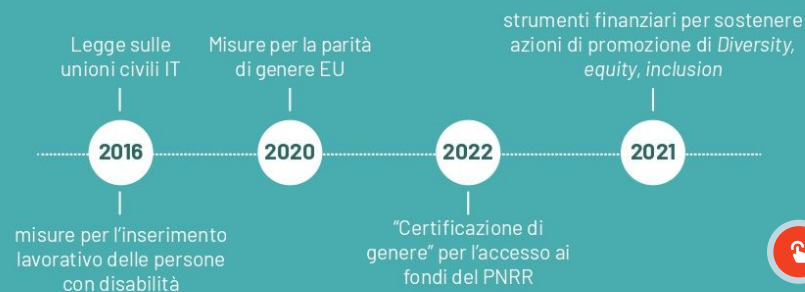 Legge sulle
unioni civili IT
Misure per la parità
di genere EU
strumenti finanziari per sostenere
azioni di promozione di Diversity,
equity, inclusion
2016
2020
2022
2021
misure per l'inserimento
lavorativo delle persone
con disabilità
“Certificazione di
genere” per l'accesso ai
fondi del PNRR